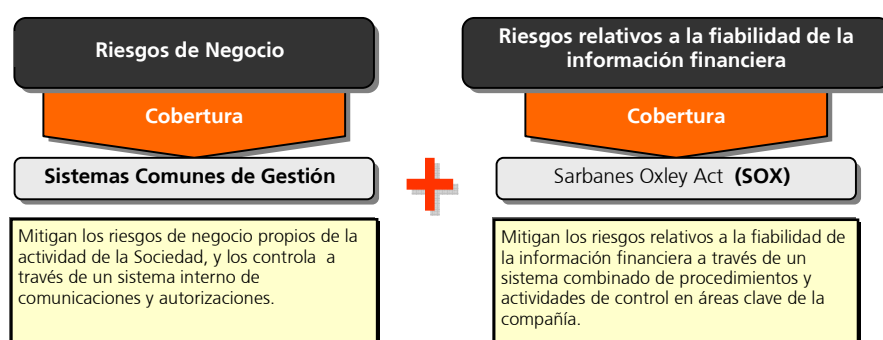 Riesgos de Negocio
Cobertura
Sistemas Comunes de Gestión
Mitigan los riesgos de negocio propios de la
actividad de la Sociedad, y los controla a
través de un sistema interno de
comunicaciones y autorizaciones.
+
Riesgos relativos a la fiabilidad de la
información financiera
Cobertura
Sarbanes Oxley Act (SOX)
Mitigan los riesgos relativos a la fiabilidad de
la información financiera a través de un
sistema combinado de procedimientos y
actividades de control en áreas clave de la
compañía.